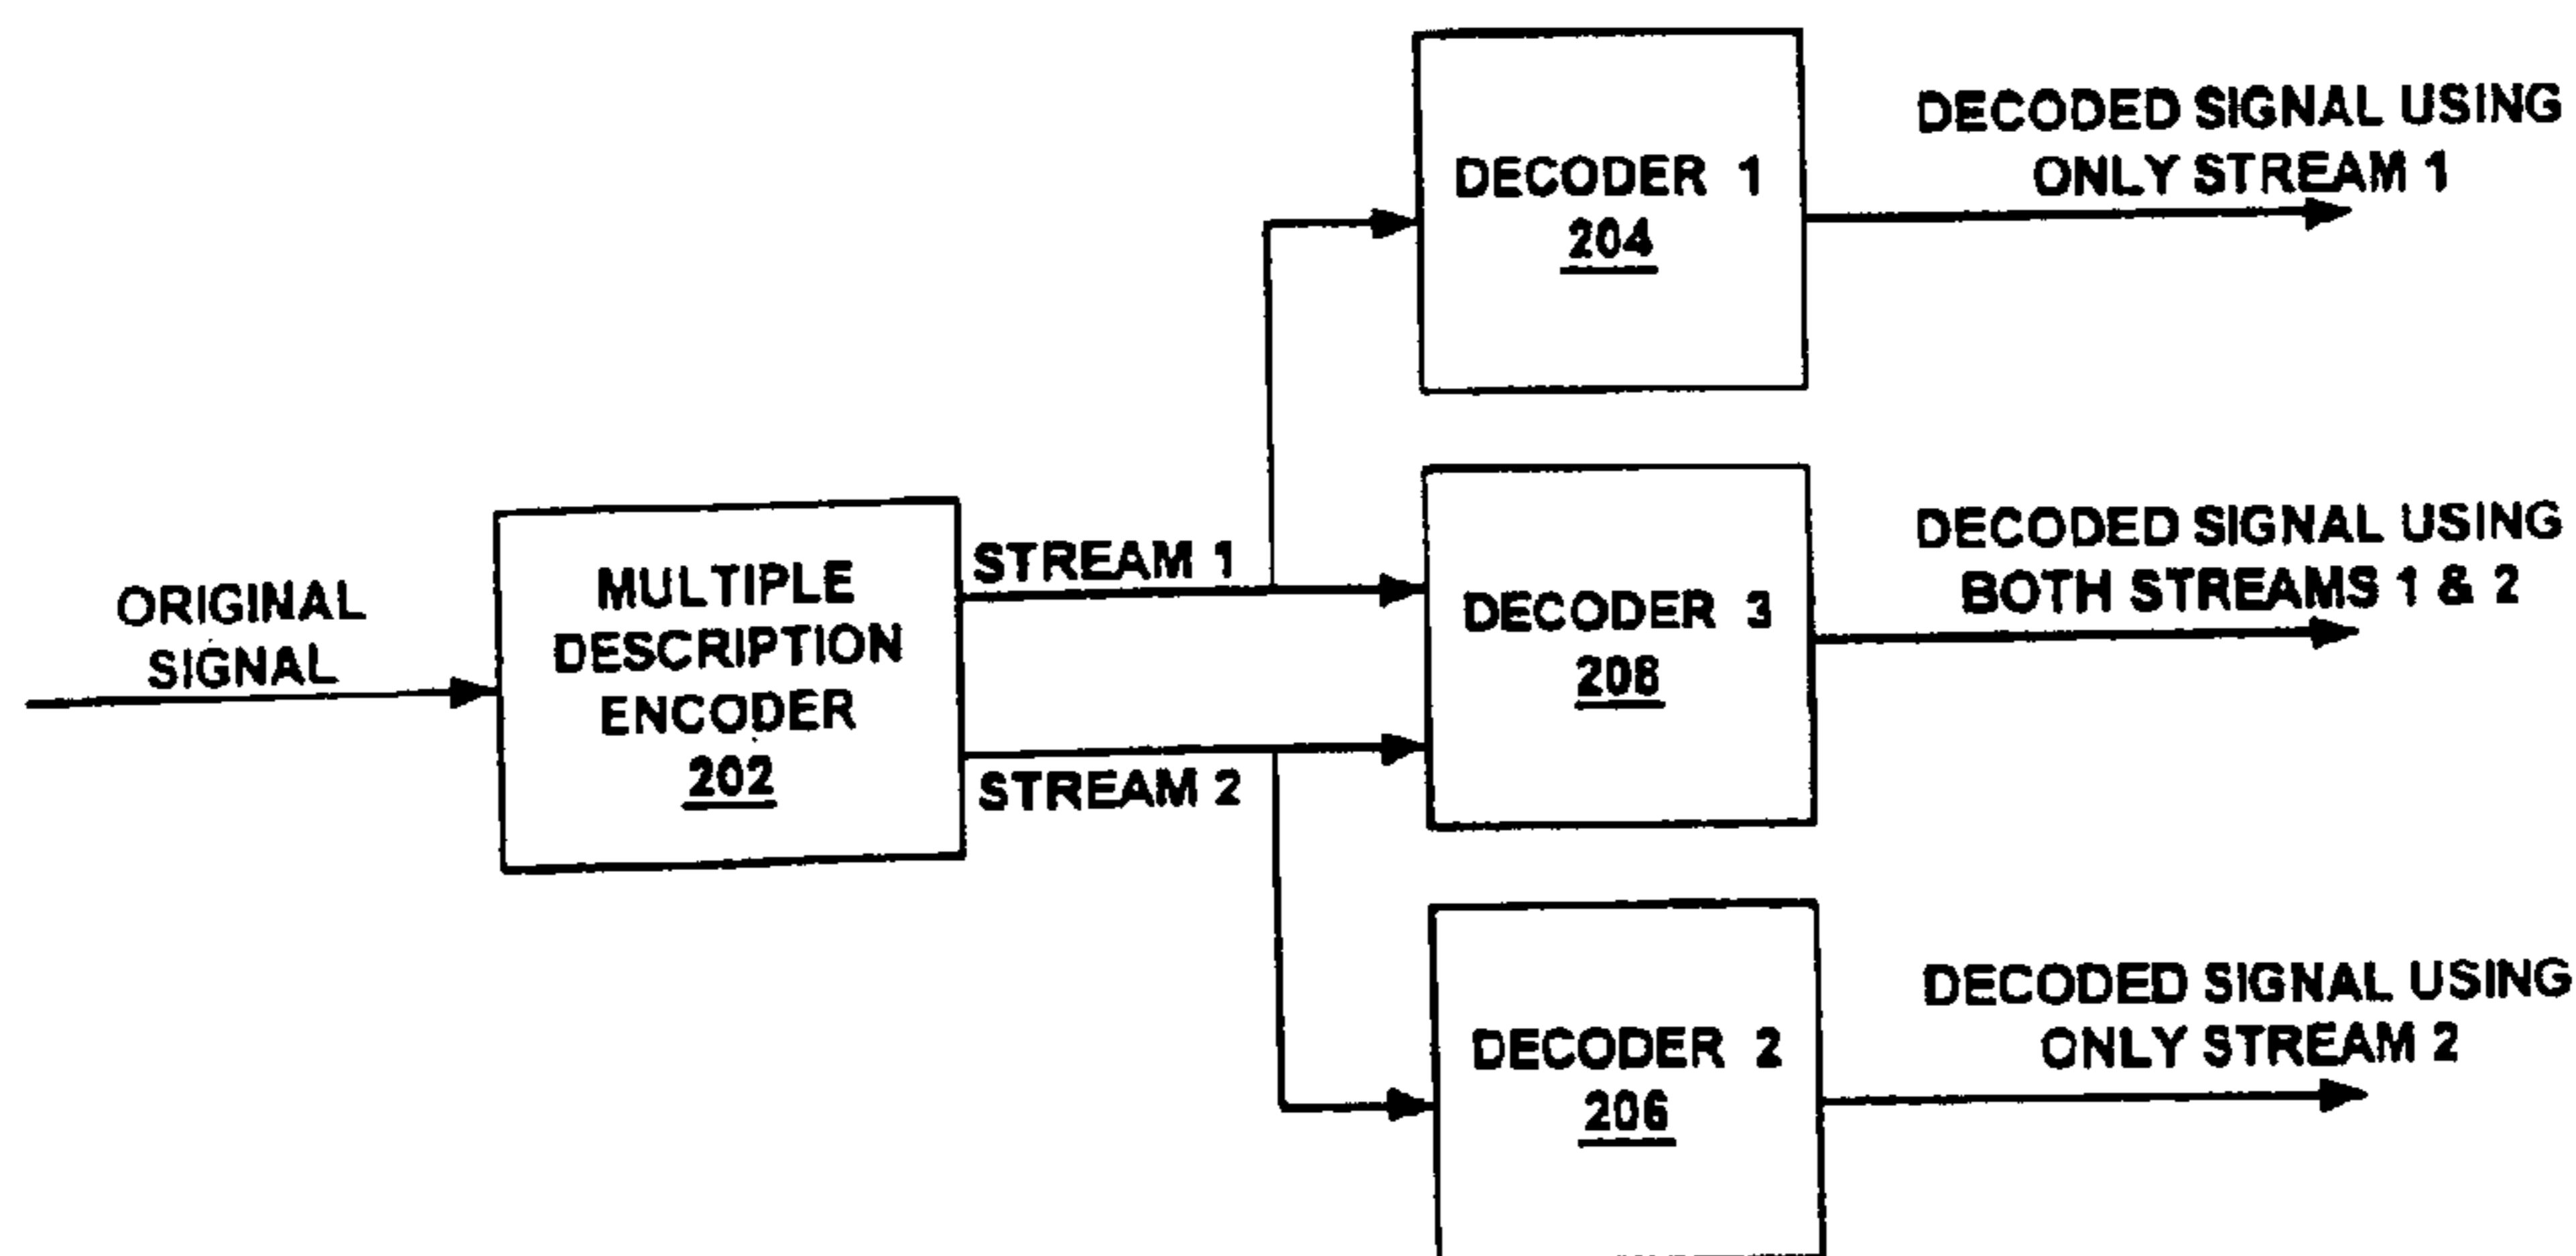 ORIGINAL
SIGNAL
MULTIPLE
DESCRIPTION
ENCODER
202
STREAM 1
STREAM 2
DECODER 1
204
DECODED SIGNAL USING
ONLY STREAM 1
DECODER 3
208
DECODED SIGNAL USING
BOTH STREAMS 1 & 2
DECODER 2
206
DECODED SIGNAL USING
ONLY STREAM 2